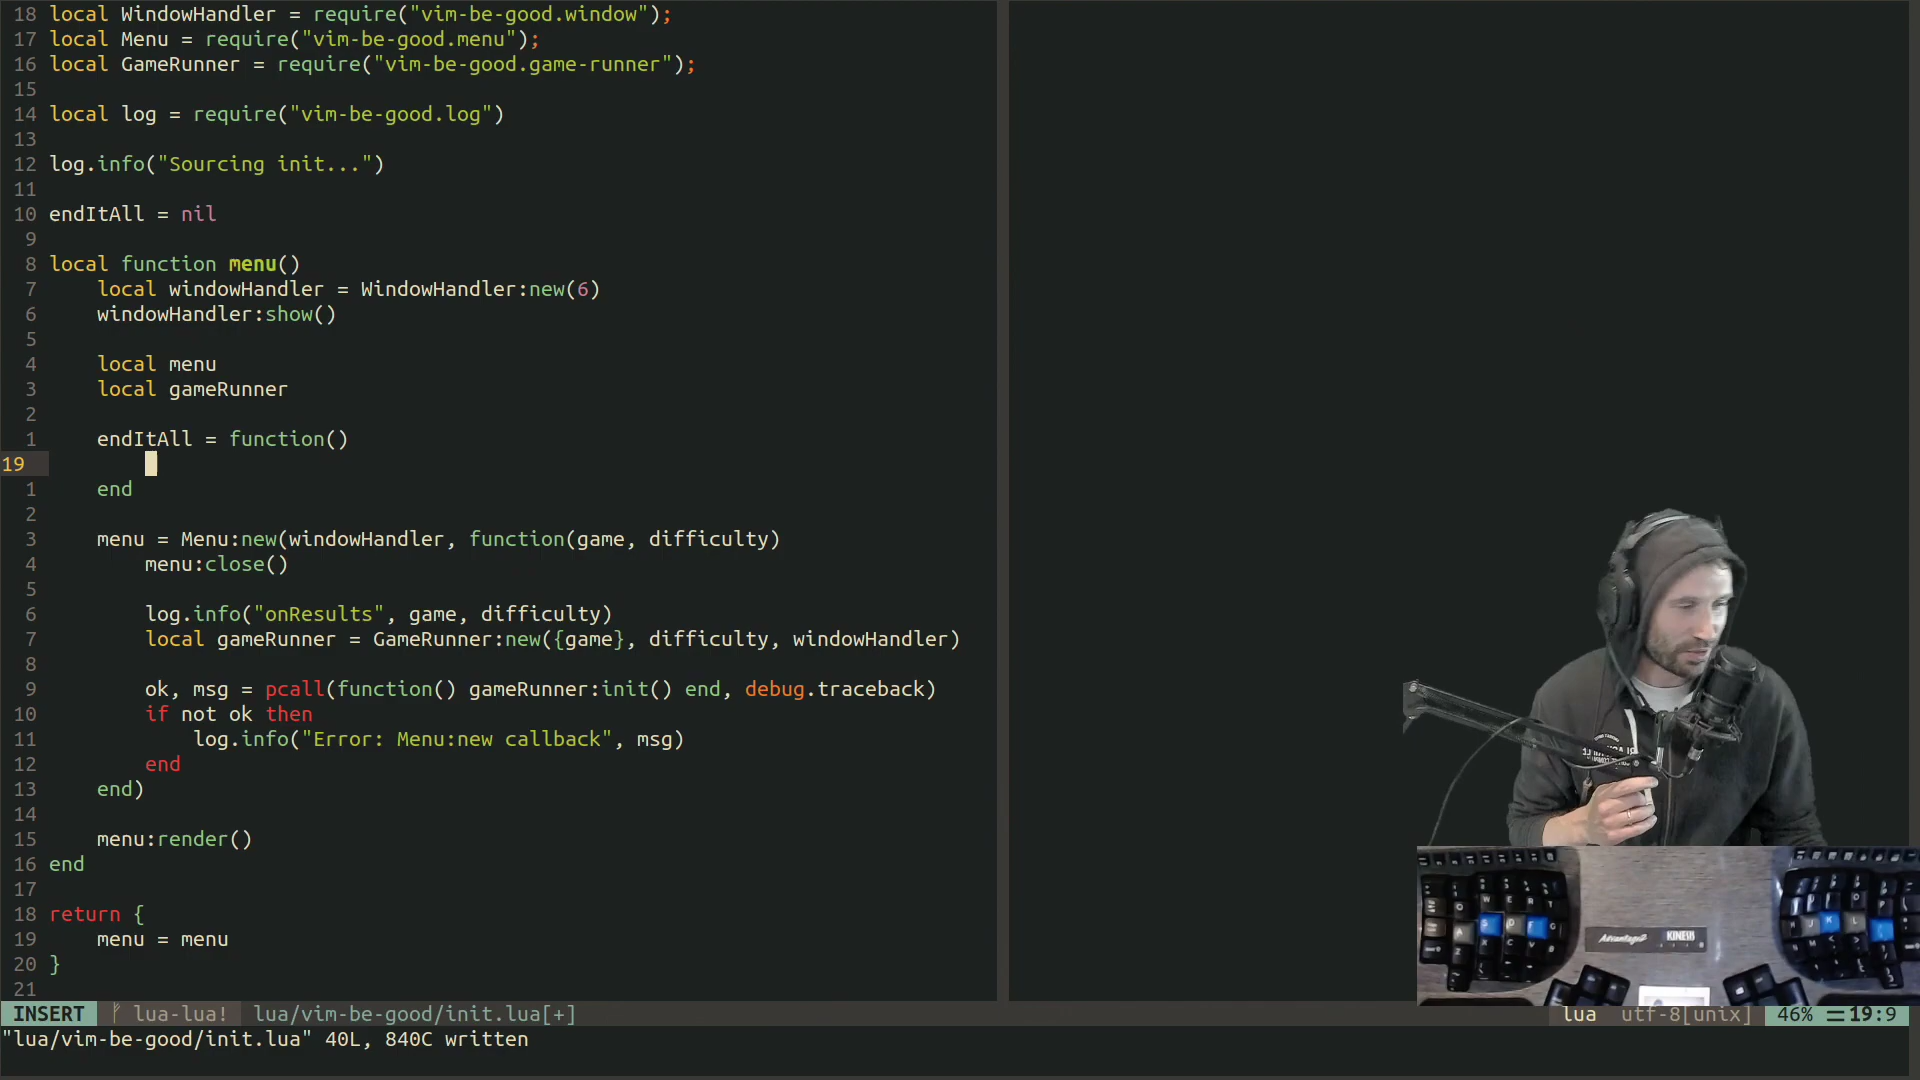 18 local WindowHandler = require("vim-be-good.window");
17 local Menu = require("vim-be-good.menu");
16 local GameRunner = require("vim-be-good.game-runner");
15
14 local log = require("vim-be-good.log")
13
12 log.info("Sourcing init...")
11
10 endItAll = nil
9
8 local function menu()
7 local windowHandler = WindowHandler:new(6)
6 windowHandler:show()
5
4 local menu
3 local gameRunner
2
1 endItAll = function()
19
1 end
2
3 menu = Menu:new(windowHandler, function(game, difficulty)
4 menu:close()
5
6 log.info("onResults", game, difficulty)
7 local gameRunner = GameRunner:new({game}, difficulty, windowHandler)
8
9 ok, msg = pcall(function() gameRunner:init() end, debug.traceback)
10 if not ok then
11 log.info("Error: Menu:new callback", msg)
12 end
13 end)
14
15 menu:render()
16 end
17
18 return {
19 menu = menu
20 }
21
INSERT lua-lua! lua/vim-be-good/init.lua[+] lua utf-8[unix] 46% 19:9
"lua/vim-be-good/init.lua" 40L, 840C written
Advantage2 KINESIS